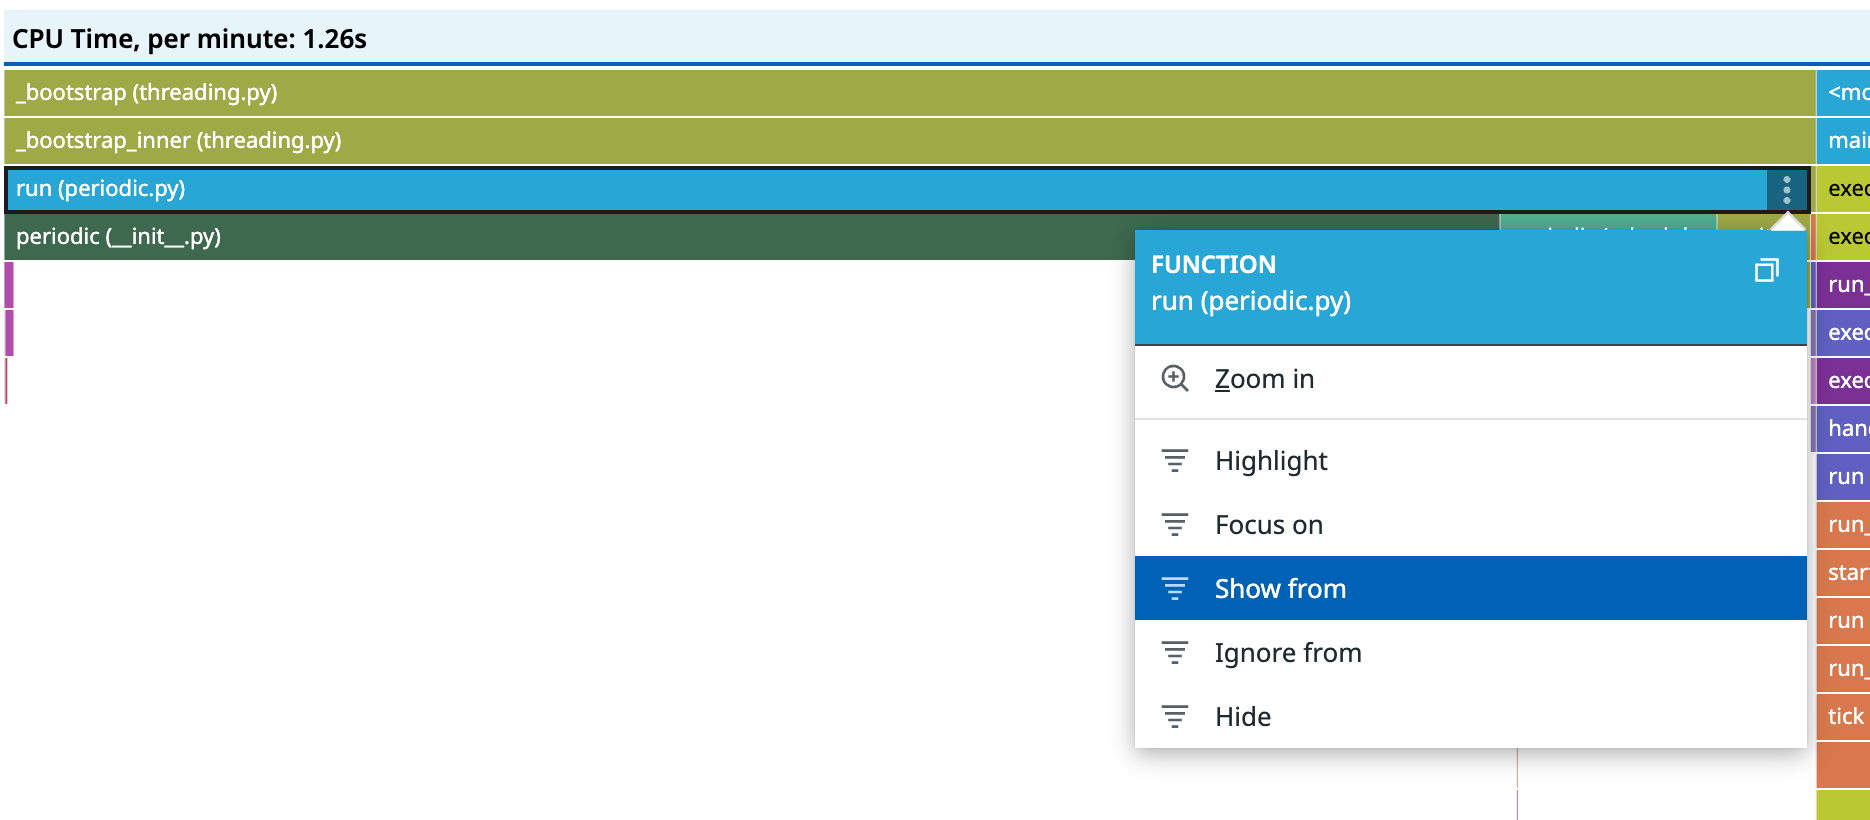 CPU Time, per minute: 1.26s
_bootstrap (threading.py)
_bootstrap_inner (threading.py)
run (periodic.py)
periodic (__init__.py)
FUNCTION
run (periodic.py)
Zoom in
Highlight
Focus on
Show from
Ignore from
Hide
<mo
mai
exec
exec
run_
exec
exec
han
run
run_
star
run
run_
tick